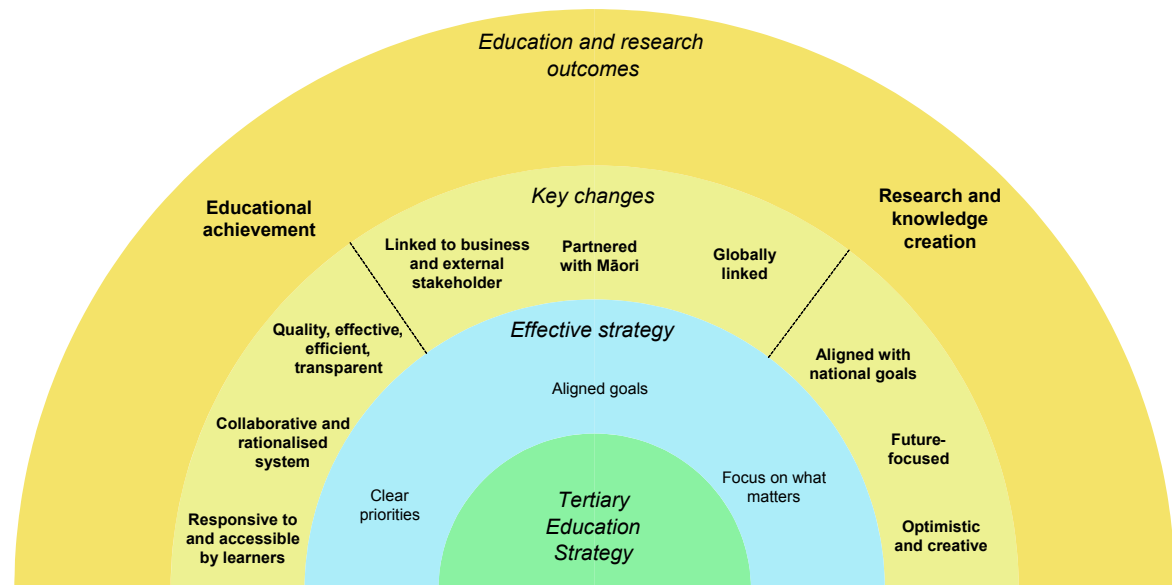 Education and research
outcomes
Educational
achievement
Research and
knowledge
creation
Key changes
Linked to business
and external
stakeholder
Partnered
with Māori
Globally
linked
Quality, effective,
efficient,
transparent
Collaborative and
rationalised
system
Responsive to
and accessible
by learners
Aligned with
national goals
Future-
focused
Optimistic
and creative
Effective strategy
Aligned goals
Clear
priorities
Focus on what
matters
Tertiary
Education
Strategy